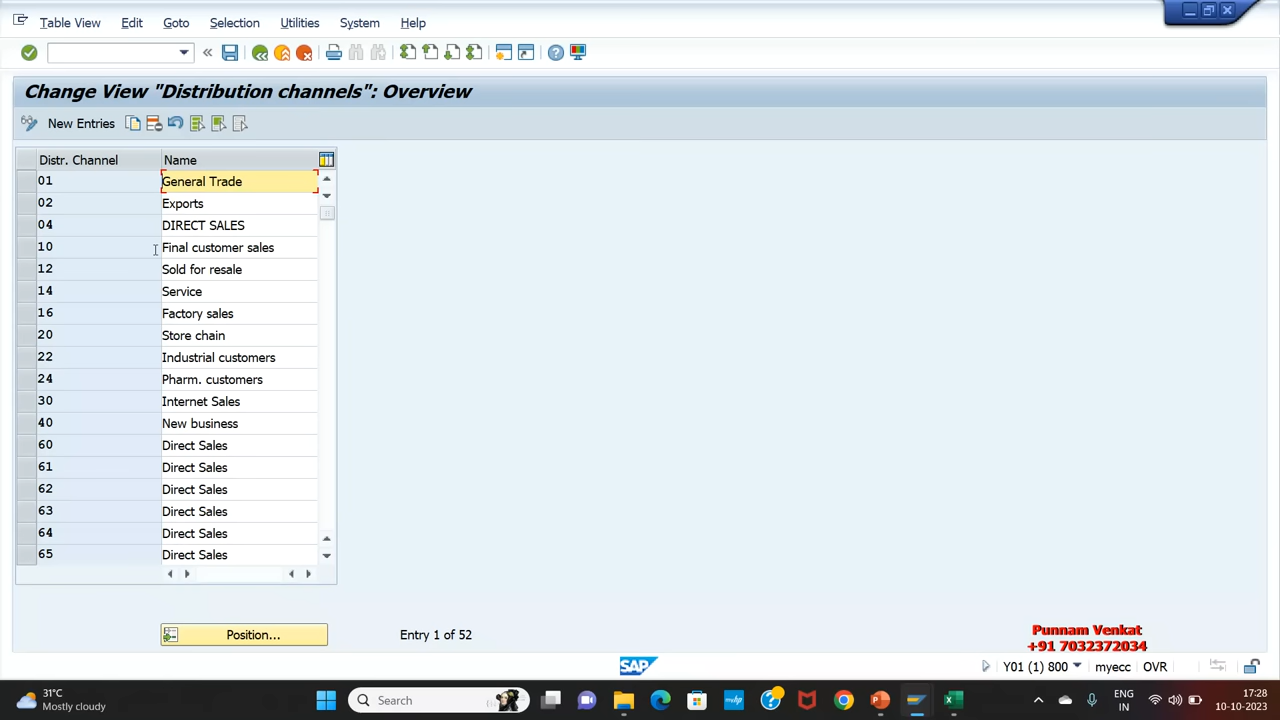 Table View Edit Goto Selection Utilities System Help
Change View "Distribution channels": Overview
New Entries
Distr. Channel Name
01 General Trade
02 Exports
04 DIRECT SALES
10 Final customer sales
12 Sold for resale
14 Service
16 Factory sales
20 Store chain
22 Industrial customers
24 Pharm. customers
30 Internet Sales
40 New business
60 Direct Sales
61 Direct Sales
62 Direct Sales
63 Direct Sales
64 Direct Sales
65 Direct Sales
Position... Entry 1 of 52
Punnam Venkat
+91 7032372034
SAP Y01 (1) 800 myecc OVR
31°C
Mostly cloudy
Search
ENG
IN
17:28
10-10-2023